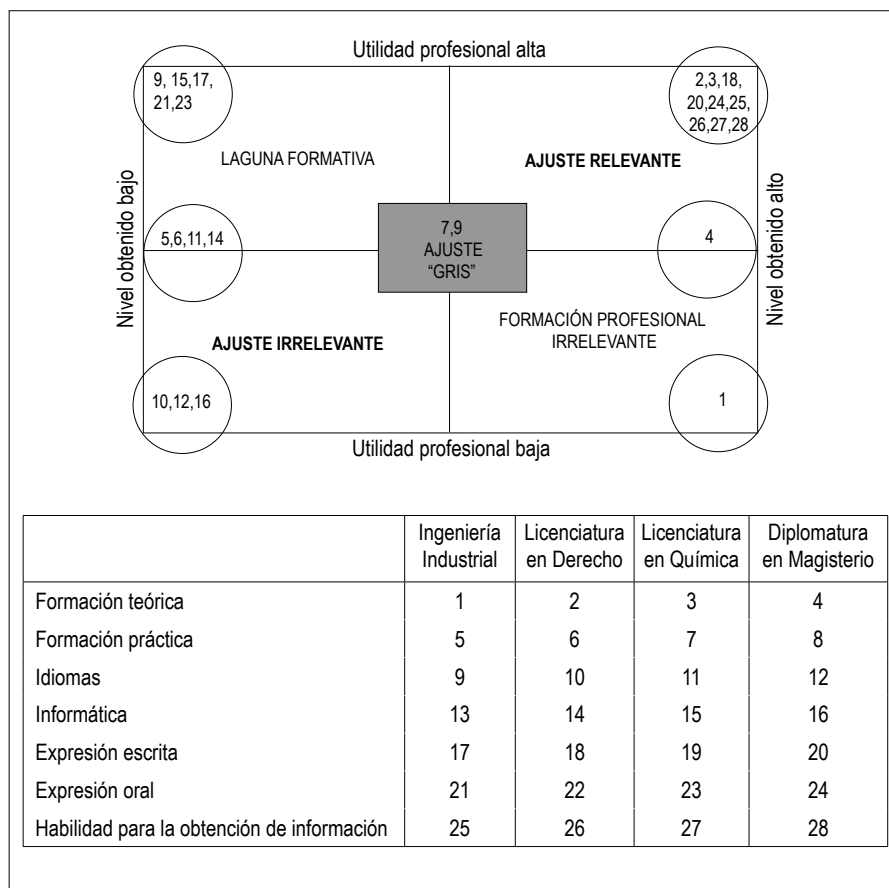 Utilidad profesional alta
9, 15,17,
21,23
2,3,18,
20,24,25,
26,27,28
LAGUNA FORMATIVA
AJUSTE RELEVANTE
Nivel obtenido bajo
Nivel obtenido alto
5,6,11,14
7,9
AJUSTE
“GRIS”
4
AJUSTE IRRELEVANTE
FORMACIÓN PROFESIONAL
IRRELEVANTE
10,12,16
1
Utilidad profesional baja
Ingeniería Industrial Licenciatura en Derecho Licenciatura en Química Diplomatura en Magisterio
Formación teórica 1 2 3 4
Formación práctica 5 6 7 8
Idiomas 9 10 11 12
Informática 13 14 15 16
Expresión escrita 17 18 19 20
Expresión oral 21 22 23 24
Habilidad para la obtención de información 25 26 27 28